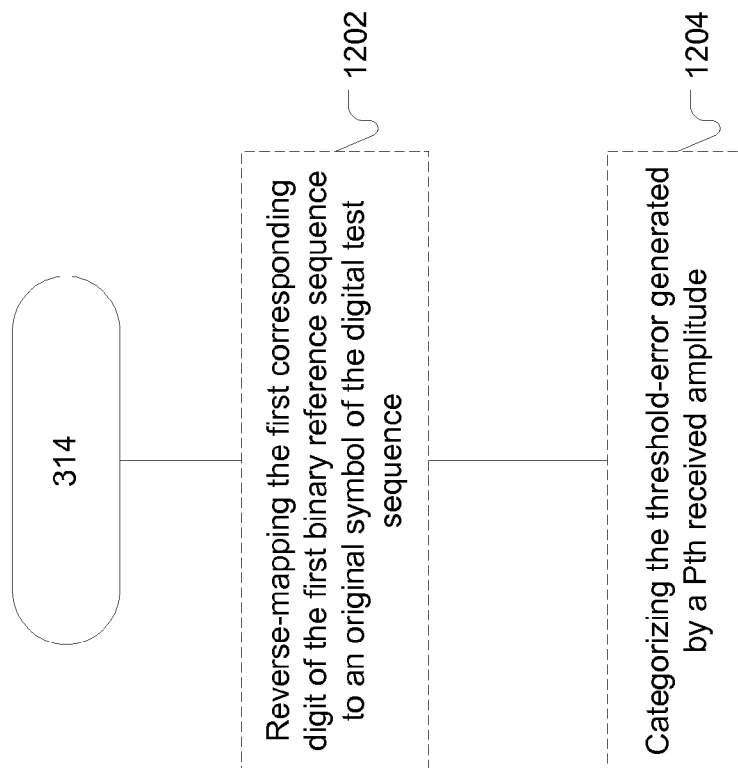 314
1202
Reverse-mapping the first corresponding
digit of the first binary reference sequence
to an original symbol of the digital test
sequence
1204
Categorizing the threshold-error generated
by a Pth received amplitude